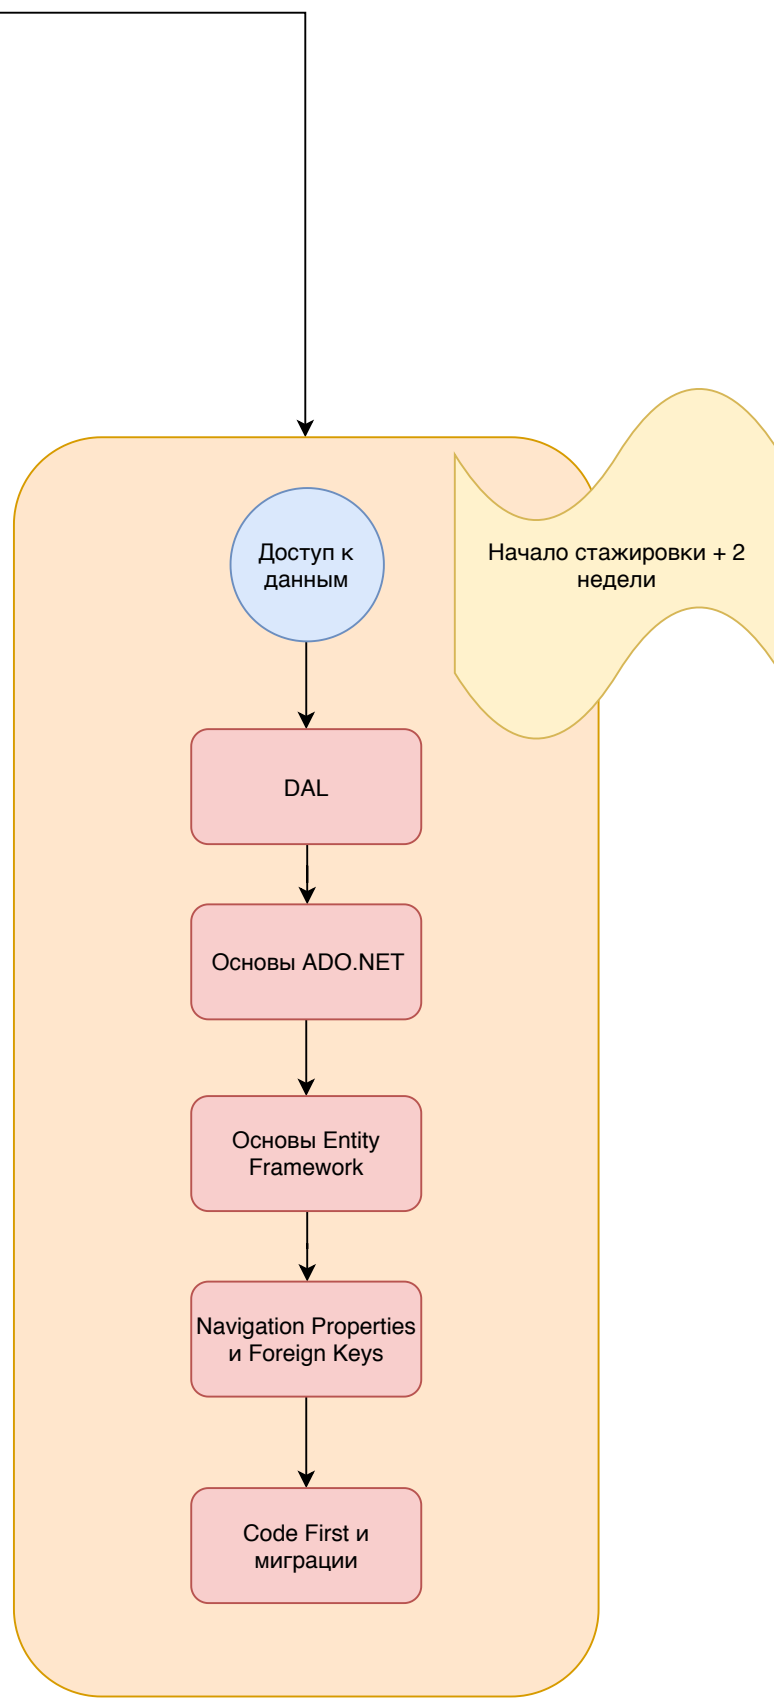 Доступ к
данным
Начало стажировки + 2
недели
DAL
Основы ADO.NET
Основы Entity
Framework
Navigation Properties
и Foreign Keys
Code First и
миграции